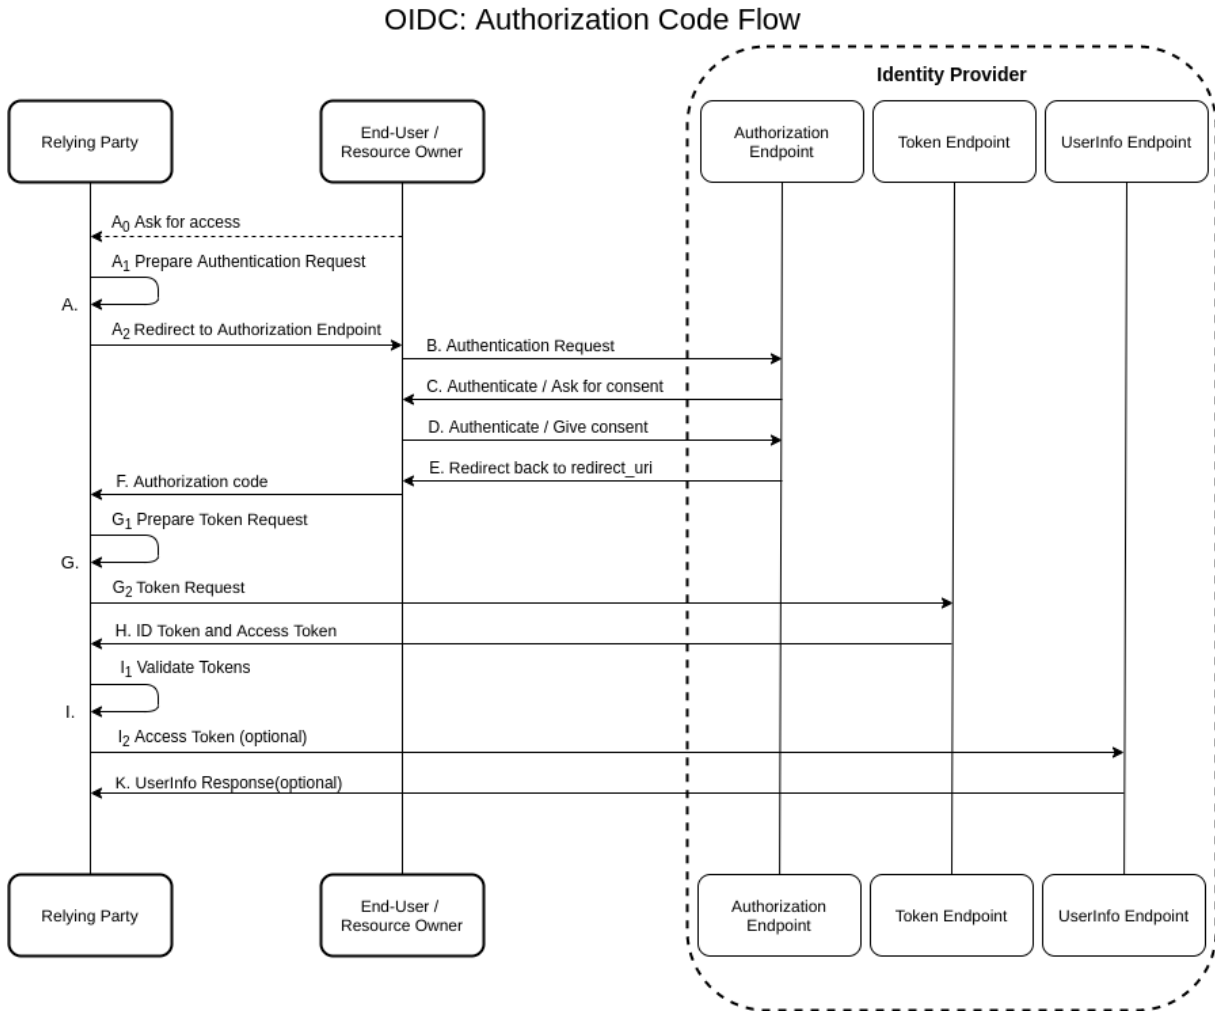 OIDC: Authorization Code Flow
Identity Provider
Relying Party
End-User /
Resource Owner
Authorization
Endpoint
Token Endpoint
UserInfo Endpoint
A0 Ask for access
A1 Prepare Authentication Request
A.
A2 Redirect to Authorization Endpoint
B. Authentication Request
C. Authenticate / Ask for consent
D. Authenticate / Give consent
E. Redirect back to redirect_uri
F. Authorization code
G1 Prepare Token Request
G.
G2 Token Request
H. ID Token and Access Token
I1 Validate Tokens
I.
I2 Access Token (optional)
K. UserInfo Response(optional)
Relying Party
End-User /
Resource Owner
Authorization
Endpoint
Token Endpoint
UserInfo Endpoint